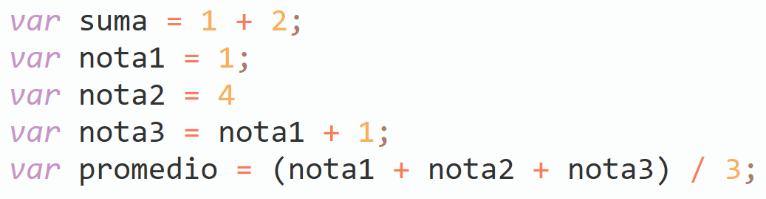 var suma = 1 + 2;
var nota1 = 1;
var nota2 = 4
var nota3 = nota1 + 1;
var promedio = (nota1 + nota2 + nota3) / 3;